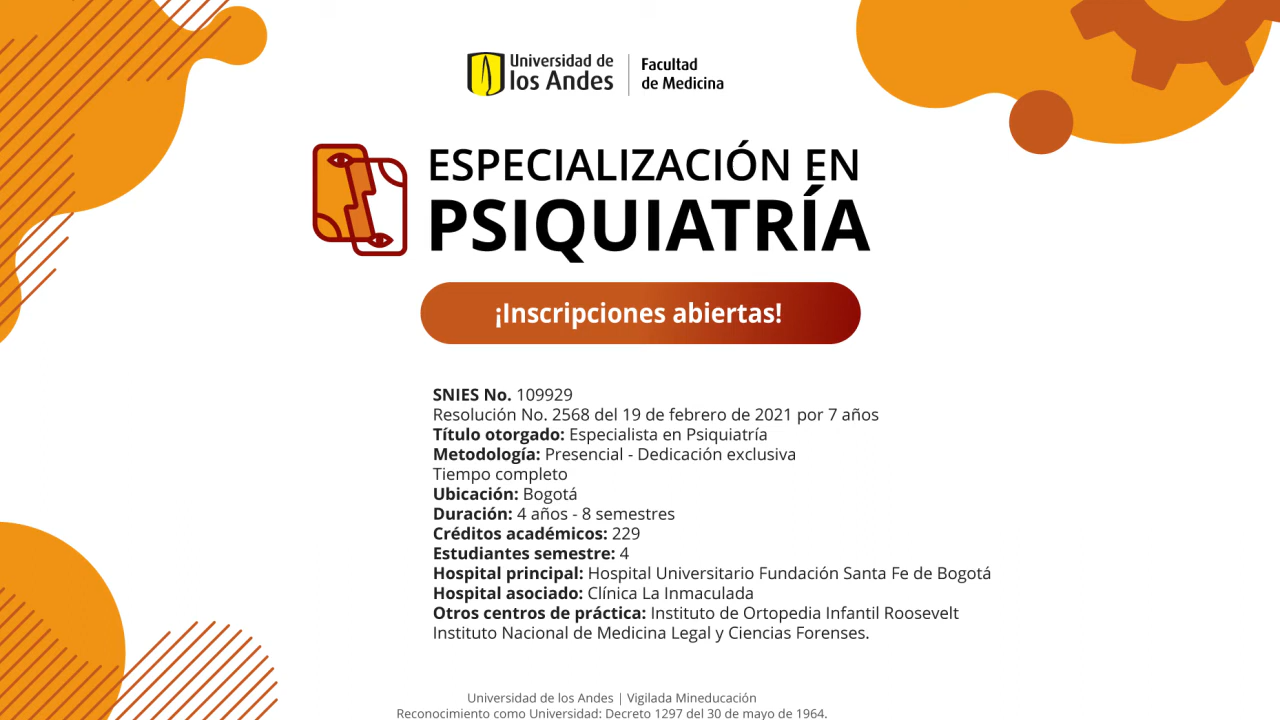 Universidad de
los Andes
Facultad
de Medicina
ESPECIALIZACIÓN EN
PSIQUIATRÍA
¡Inscripciones abiertas!
SNIES No. 109929
Resolución No. 2568 del 19 de febrero de 2021 por 7 años
Título otorgado: Especialista en Psiquiatría
Metodología: Presencial - Dedicación exclusiva
Tiempo completo
Ubicación: Bogotá
Duración: 4 años - 8 semestres
Créditos académicos: 229
Estudiantes semestre: 4
Hospital principal: Hospital Universitario Fundación Santa Fe de Bogotá
Hospital asociado: Clínica La Inmaculada
Otros centros de práctica: Instituto de Ortopedia Infantil Roosevelt
Instituto Nacional de Medicina Legal y Ciencias Forenses.
Universidad de los Andes | Vigilada Mineducación
Reconocimiento como Universidad: Decreto 1297 del 30 de mayo de 1964.